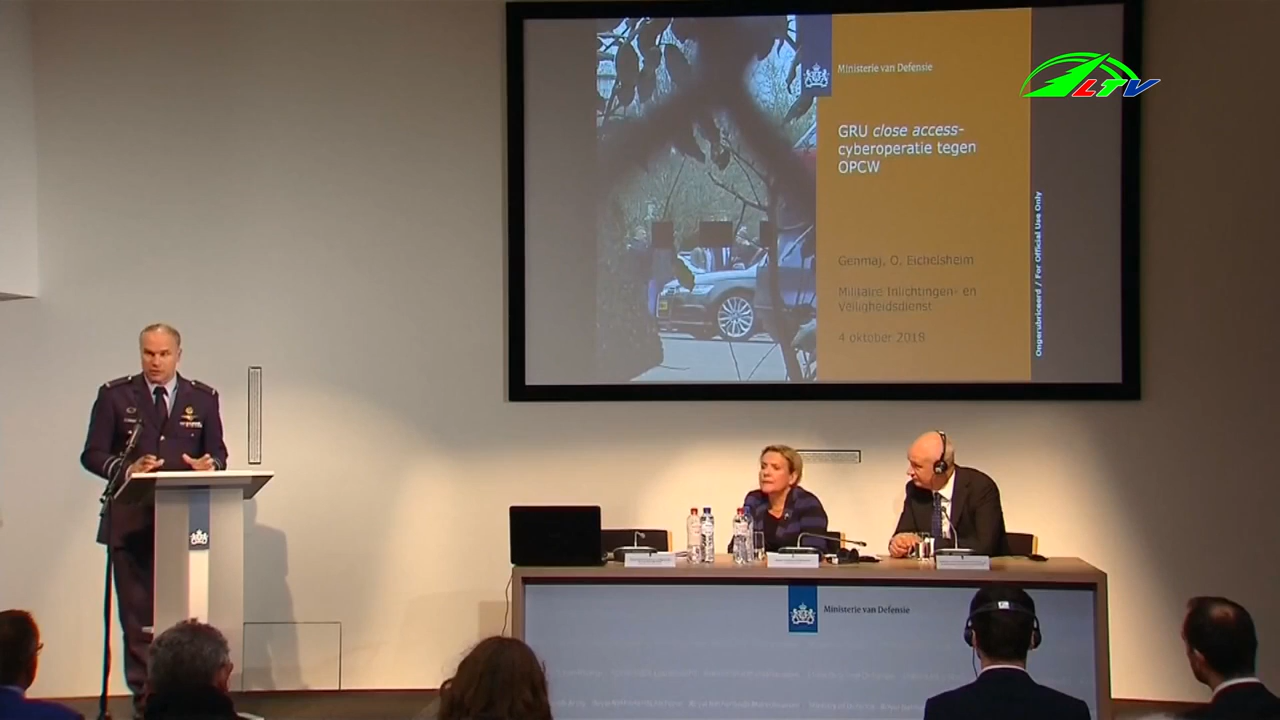 Ministerie van Defensie
LTV
GRU close access-
cyberoperatie tegen
OPCW
Genmaj. O. Eichelsheim
Militaire Inlichtingen- en
Veiligheidsdienst
4 oktober 2018
Ongerubriceerd / For Official Use Only
Ministerie van Defensie